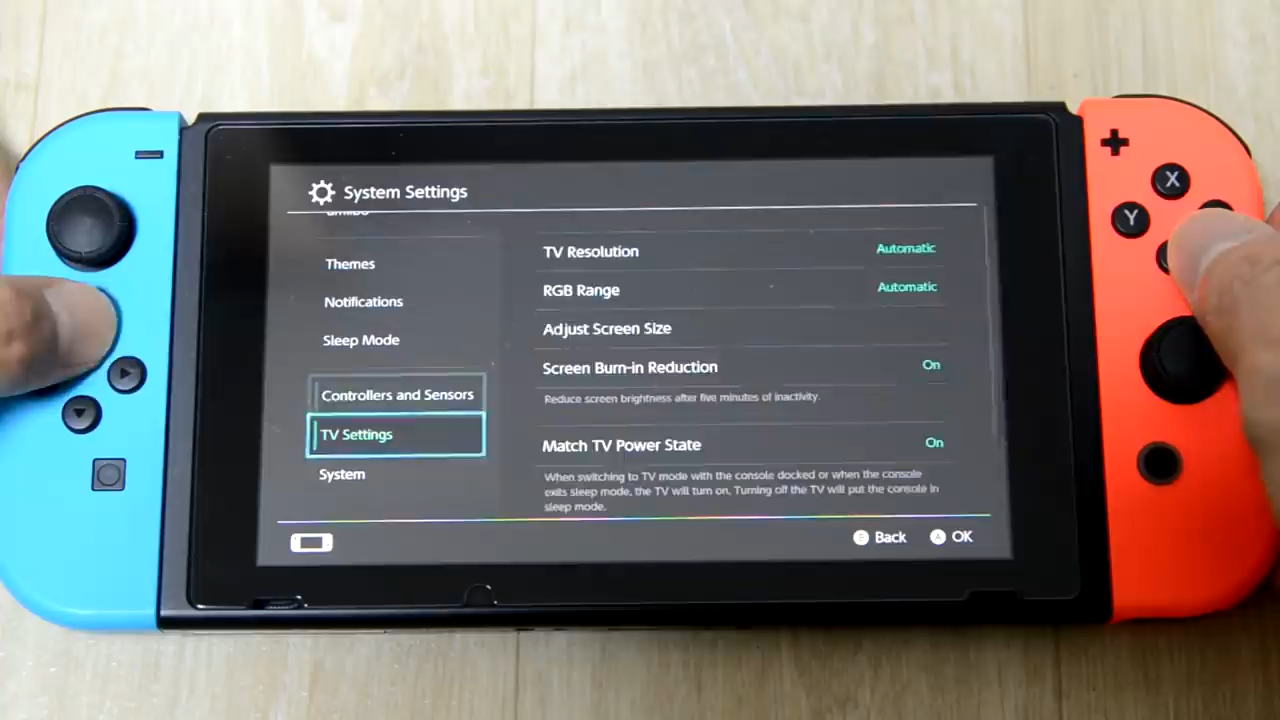 System Settings
amiibo
Themes
Notifications
Sleep Mode
Controllers and Sensors
TV Settings
System
TV Resolution Automatic
RGB Range Automatic
Adjust Screen Size
Screen Burn-in Reduction On
Reduce screen brightness after five minutes of inactivity.
Match TV Power State On
When switching to TV mode with the console docked or when the console
exits sleep mode, the TV will turn on. Turning off the TV will put the console in
sleep mode.
B Back A OK
X
Y